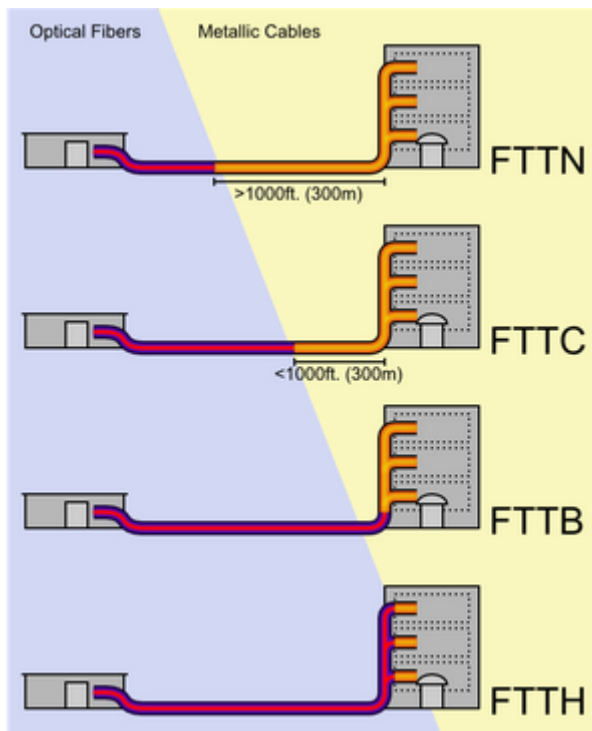 Optical Fibers Metallic Cables
FTTN
>1000ft. (300m)
FTTC
<1000ft. (300m)
FTTB
FTTH